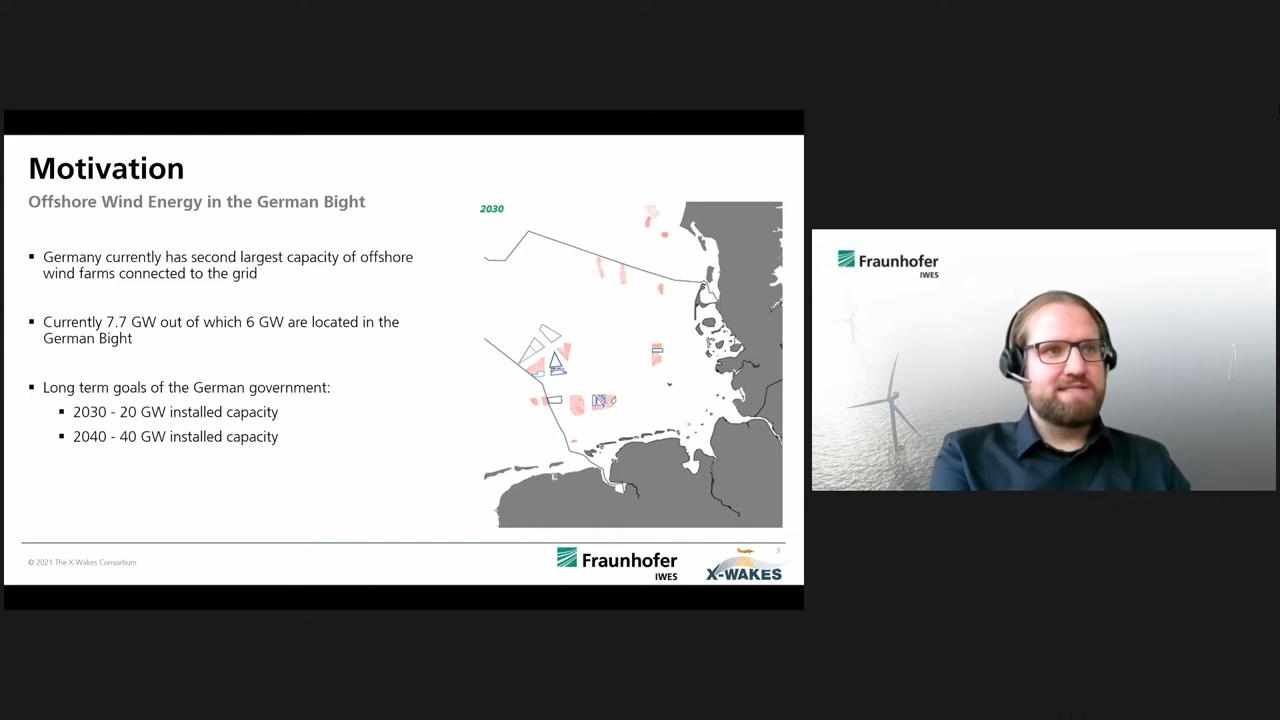 Motivation
Offshore Wind Energy in the German Bight
2030
▪ Germany currently has second largest capacity of offshore
wind farms connected to the grid
▪ Currently 7.7 GW out of which 6 GW are located in the
German Bight
▪ Long term goals of the German government:
▪ 2030 - 20 GW installed capacity
▪ 2040 - 40 GW installed capacity
3
© 2021 The X-Wakes Consortium
Fraunhofer
IWES
X-WAKES
Fraunhofer
IWES